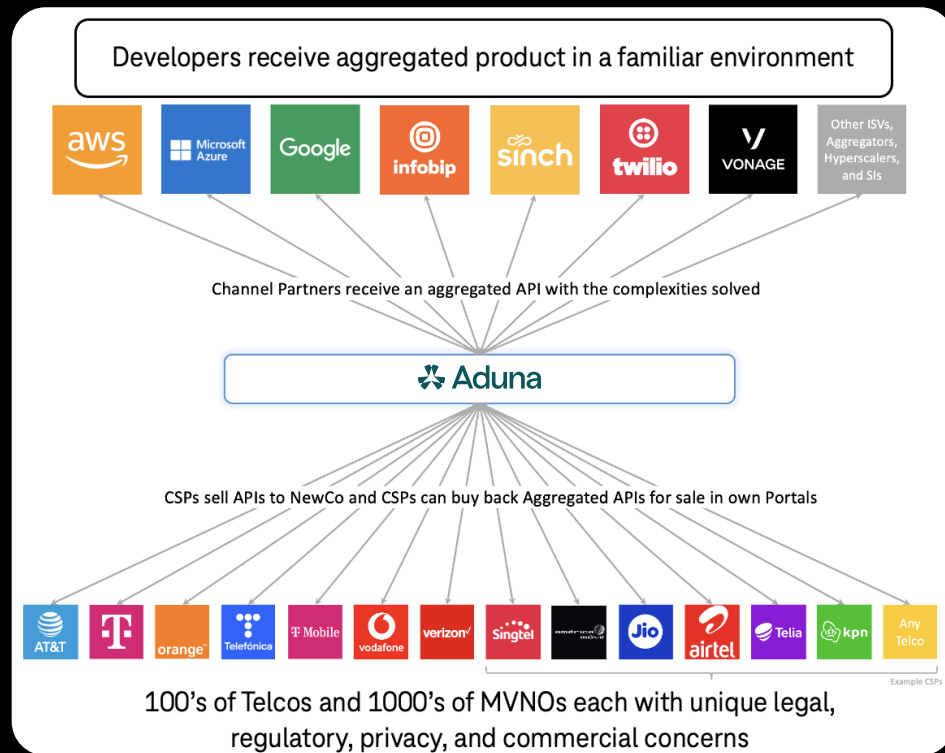 Developers receive aggregated product in a familiar environment
aws
Microsoft
Azure
Google
infobip
sinch
twilio
VONAGE
Other ISVs,
Aggregators,
Hyperscalers,
and SIs
Channel Partners receive an aggregated API with the complexities solved
Aduna
CSPs sell APIs to NewCo and CSPs can buy back Aggregated APIs for sale in own Portals
AT&T
T
orange™
Telefónica
T Mobile
vodafone
verizon✓
Singtel
américa
móvil
Jio
airtel
Telia
kpn
Any
Telco
Example CSPs
100’s of Telcos and 1000’s of MVNOs each with unique legal,
regulatory, privacy, and commercial concerns